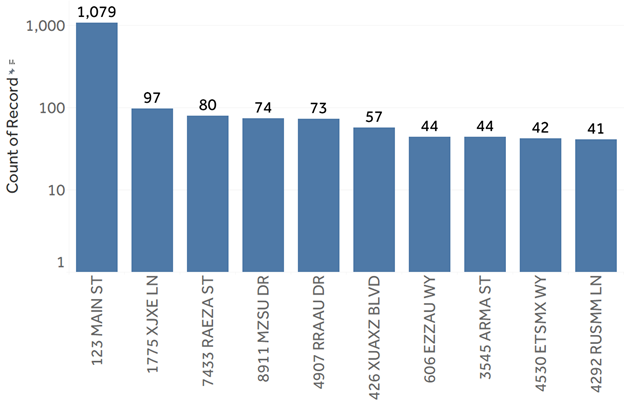 1,079
1,000
97
80
74
73
57
44
44
42
41
100
10
1
Count of Record
123 MAIN ST
1775 XJXE LN
7433 RAEZA ST
8911 MZSU DR
4907 RRAAU DR
426 XUAXZ BLVD
606 EZZAU WY
3545 ARMA ST
4530 ETSMX WY
4292 RUSMM LN